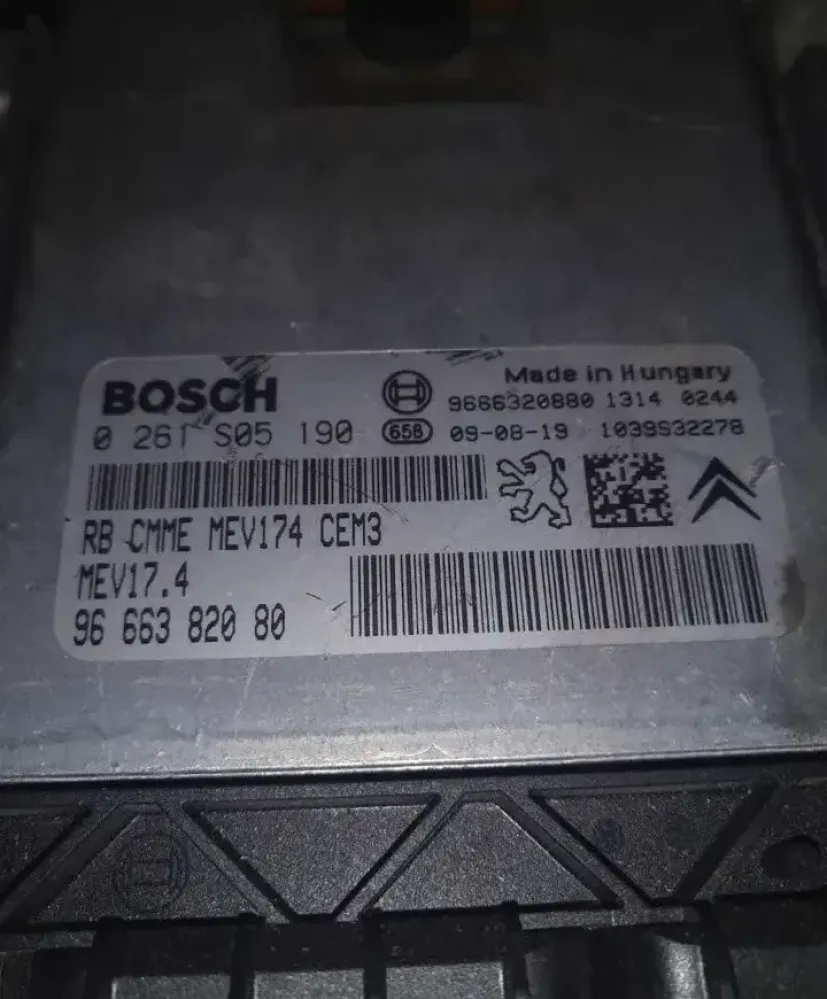 BOSCH
Made in Hungary
9666320880 1314 0244
0 261 S05 190
658 09-08-19 1039S32278
RB CMME MEV174 CEM3
MEV17.4
96 663 820 80